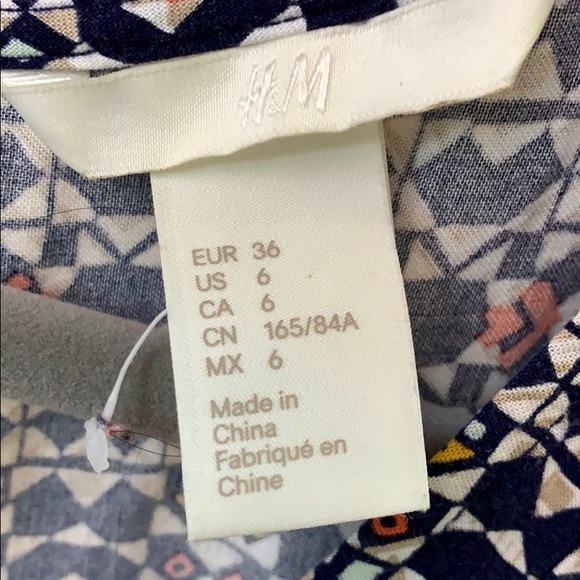 H&M
EUR 36
US 6
CA 6
CN 165/84A
MX 6
Made in
China
Fabriqué en
Chine